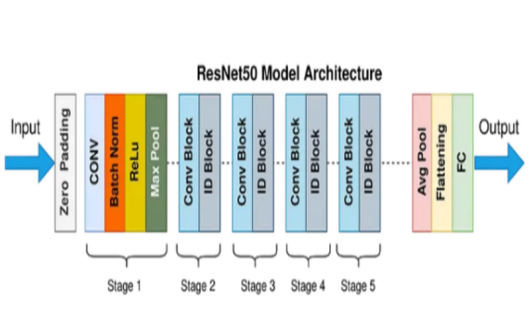 ResNet50 Model Architecture
Input
Zero Padding
CONV
Batch Norm
ReLu
Max Pool
Conv Block
ID Block
Conv Block
ID Block
Conv Block
ID Block
Conv Block
ID Block
Avg Pool
Flattening
FC
Output
Stage 1
Stage 2
Stage 3
Stage 4
Stage 5